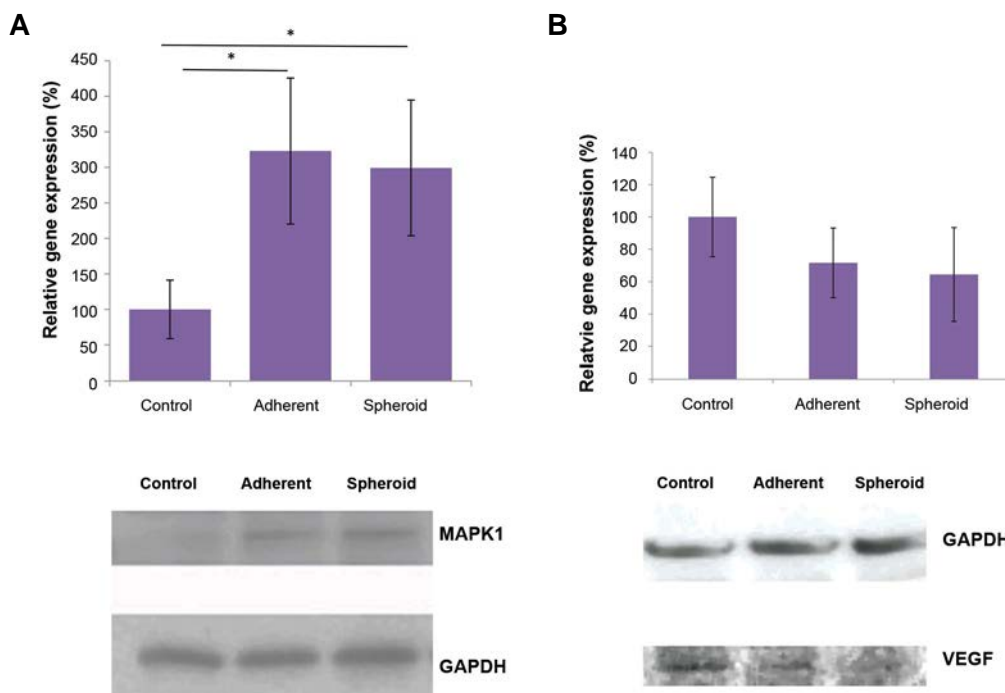 A
*
*
Relative gene expression (%)
450
400
350
300
250
200
150
100
50
0
Control Adherent Spheroid
Control Adherent Spheroid
MAPK1
GAPDH
B
Relatvie gene expression (%)
140
120
100
80
60
40
20
0
Control Adherent Spheroid
Control Adherent Spheroid
GAPDH
VEGF